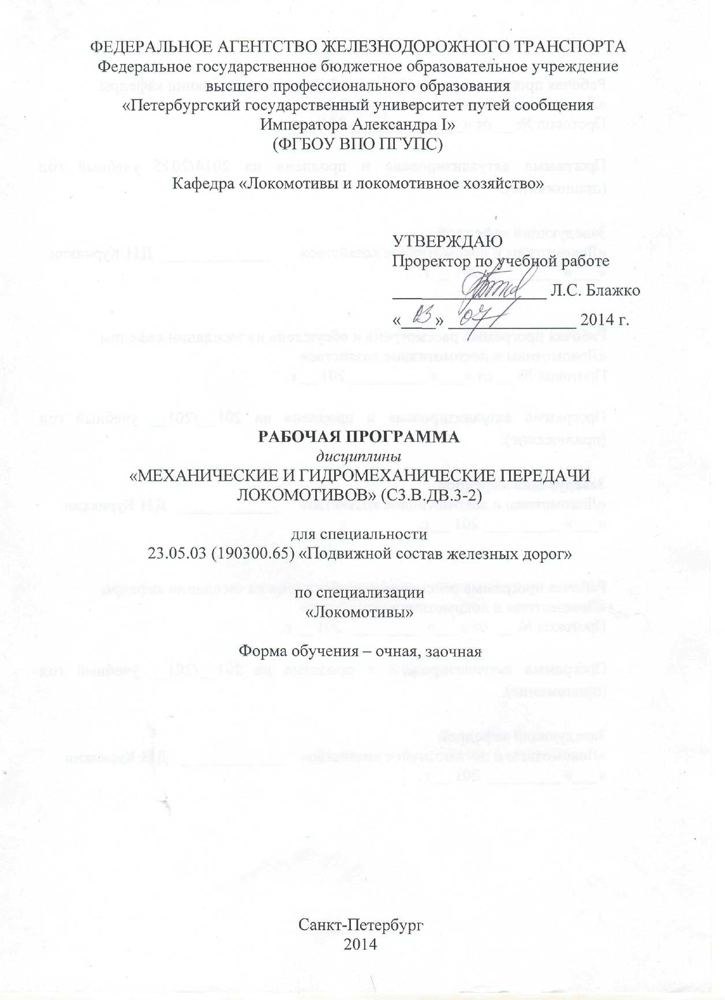 ФЕДЕРАЛЬНОЕ АГЕНТСТВО ЖЕЛЕЗНОДОРОЖНОГО ТРАНСПОРТА
Федеральное государственное бюджетное образовательное учреждение
высшего профессионального образования
«Петербургский государственный университет путей сообщения
Императора Александра I»
(ФГБОУ ВПО ПГУПС)
Кафедра «Локомотивы и локомотивное хозяйство»
УТВЕРЖДАЮ
Проректор по учебной работе
____________________ Л.С. Блажко
«03» 07 2014 г.
РАБОЧАЯ ПРОГРАММА
дисциплины
«МЕХАНИЧЕСКИЕ И ГИДРОМЕХАНИЧЕСКИЕ ПЕРЕДАЧИ
ЛОКОМОТИВОВ» (С3.В.ДВ.3-2)
для специальности
23.05.03 (190300.65) «Подвижной состав железных дорог»
по специализации
«Локомотивы»
Форма обучения – очная, заочная
Санкт-Петербург
2014